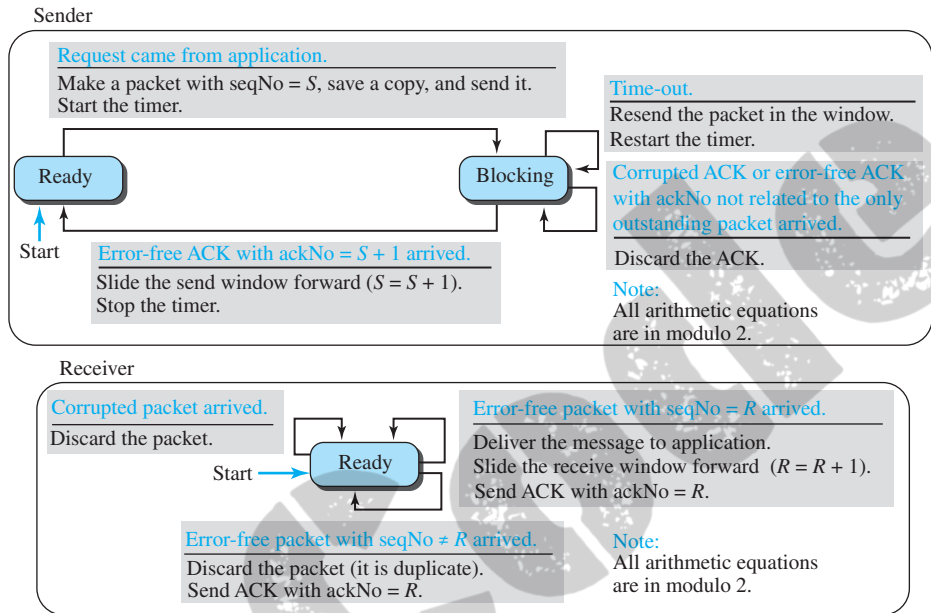 Sender
Request came from application.
Make a packet with seqNo = S, save a copy, and send it.
Start the timer.
Time-out.
Resend the packet in the window.
Restart the timer.
Ready
Blocking
Corrupted ACK or error-free ACK
with ackNo not related to the only
outstanding packet arrived.
Discard the ACK.
Start
Error-free ACK with ackNo = S + 1 arrived.
Slide the send window forward (S = S + 1).
Stop the timer.
Note:
All arithmetic equations
are in modulo 2.
Receiver
Corrupted packet arrived.
Discard the packet.
Error-free packet with seqNo = R arrived.
Deliver the message to application.
Slide the receive window forward (R = R + 1).
Send ACK with ackNo = R.
Start
Ready
Error-free packet with seqNo ≠ R arrived.
Discard the packet (it is duplicate).
Send ACK with ackNo = R.
Note:
All arithmetic equations
are in modulo 2.